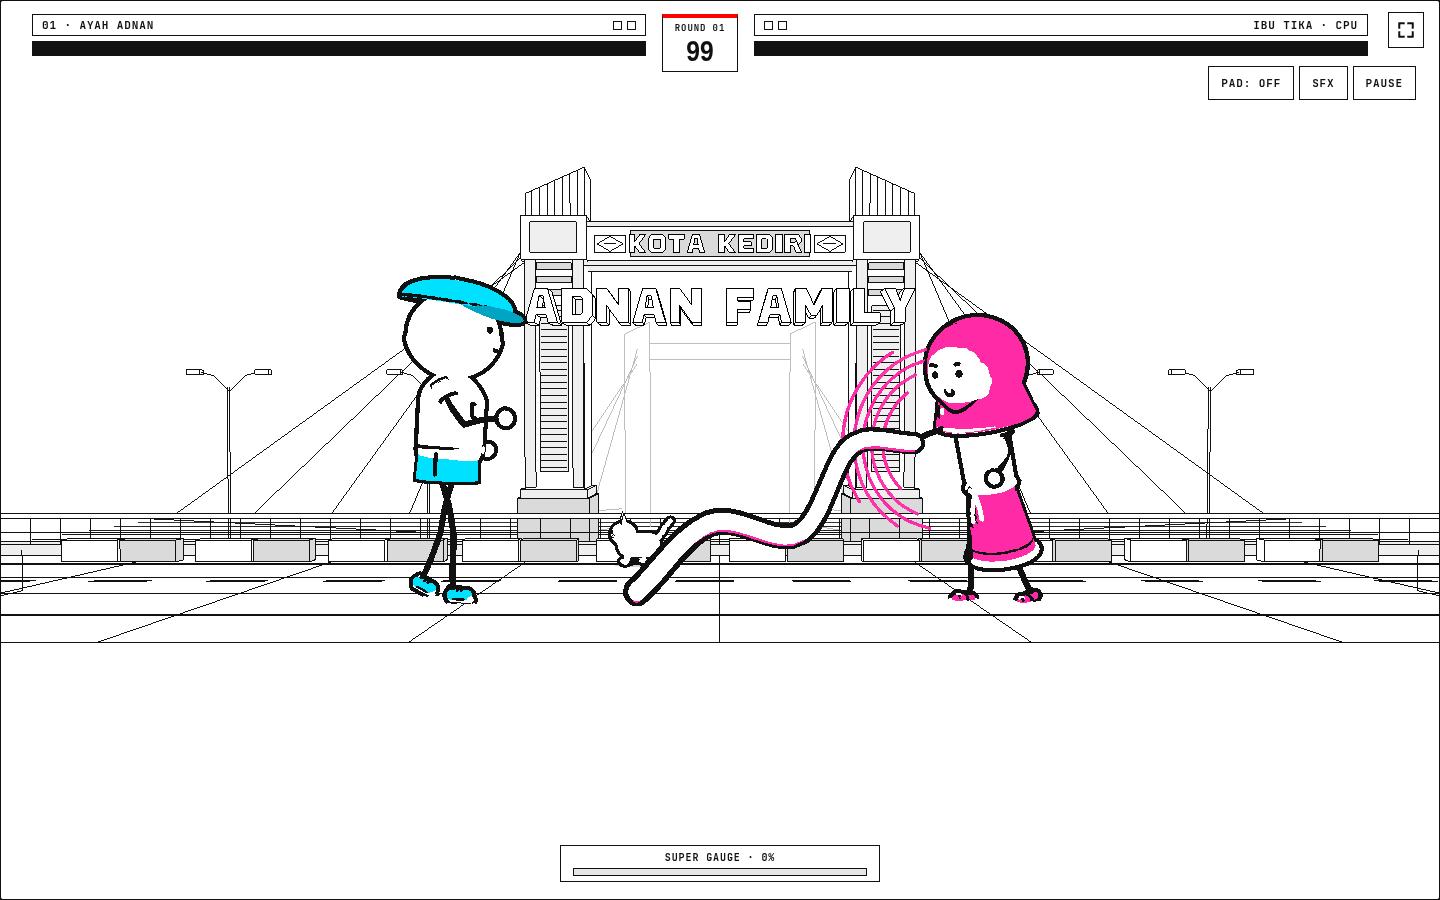 01 · AYAH ADNAN
ROUND 01
99
IBU TIKA · CPU
PAD: OFF
SFX
PAUSE
KOTA KEDIRI
ADNAN FAMILY
SUPER GAUGE · 0%